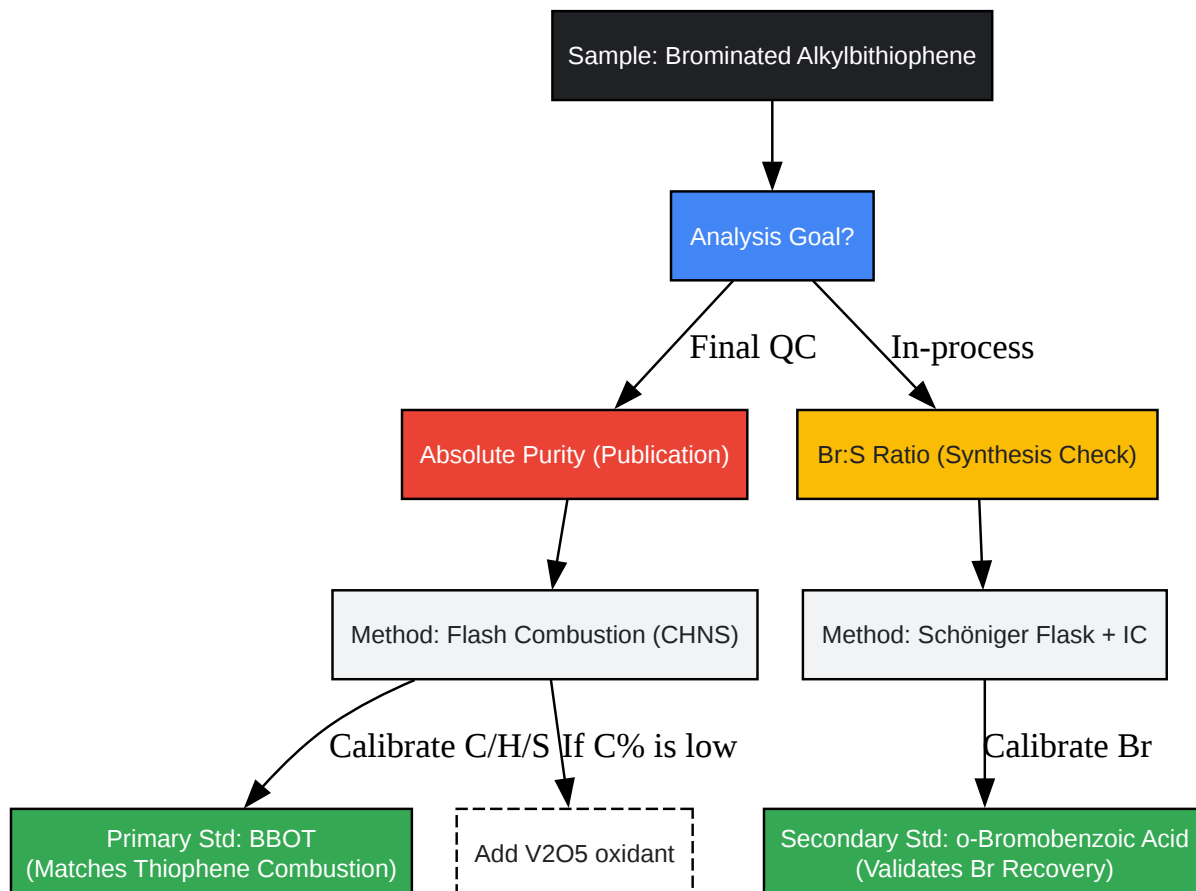 Sample: Brominated Alkylbithiophene
Analysis Goal?
Final QC
In-process
Absolute Purity (Publication)
Br:S Ratio (Synthesis Check)
Method: Flash Combustion (CHNS)
Method: Schöniger Flask + IC
Calibrate C/H/S
If C% is low
Calibrate Br
Primary Std: BBOT
(Matches Thiophene Combustion)
Add V2O5 oxidant
Secondary Std: o-Bromobenzoic Acid
(Validates Br Recovery)